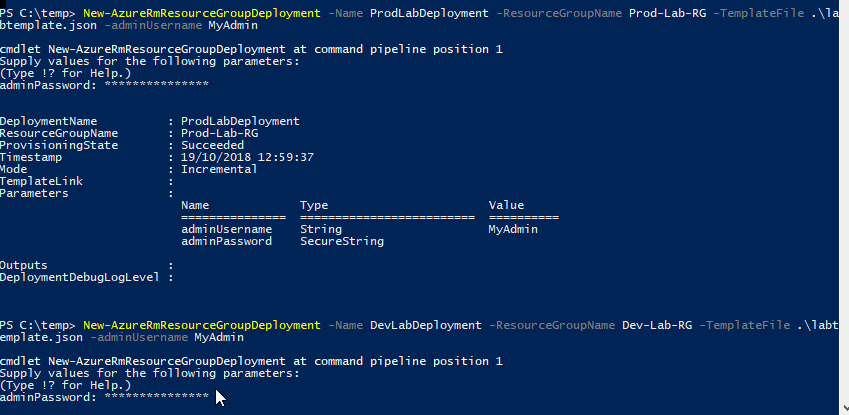 PS C:\temp> New-AzureRmResourceGroupDeployment -Name ProdLabDeployment -ResourceGroupName Prod-Lab-RG -TemplateFile .\la
btemplate.json -adminUsername MyAdmin
cmdlet New-AzureRmResourceGroupDeployment at command pipeline position 1
Supply values for the following parameters:
(Type !? for Help.)
adminPassword: ***************
DeploymentName          : ProdLabDeployment
ResourceGroupName       : Prod-Lab-RG
ProvisioningState       : Succeeded
Timestamp               : 19/10/2018 12:59:37
Mode                    : Incremental
TemplateLink            :
Parameters              :
                          Name             Type                       Value
                          ===============  =========================  ==========
                          adminUsername    String                     MyAdmin
                          adminPassword    SecureString
Outputs                 :
DeploymentDebugLogLevel :
PS C:\temp> New-AzureRmResourceGroupDeployment -Name DevLabDeployment -ResourceGroupName Dev-Lab-RG -TemplateFile .\labt
emplate.json -adminUsername MyAdmin
cmdlet New-AzureRmResourceGroupDeployment at command pipeline position 1
Supply values for the following parameters:
(Type !? for Help.)
adminPassword: ***************